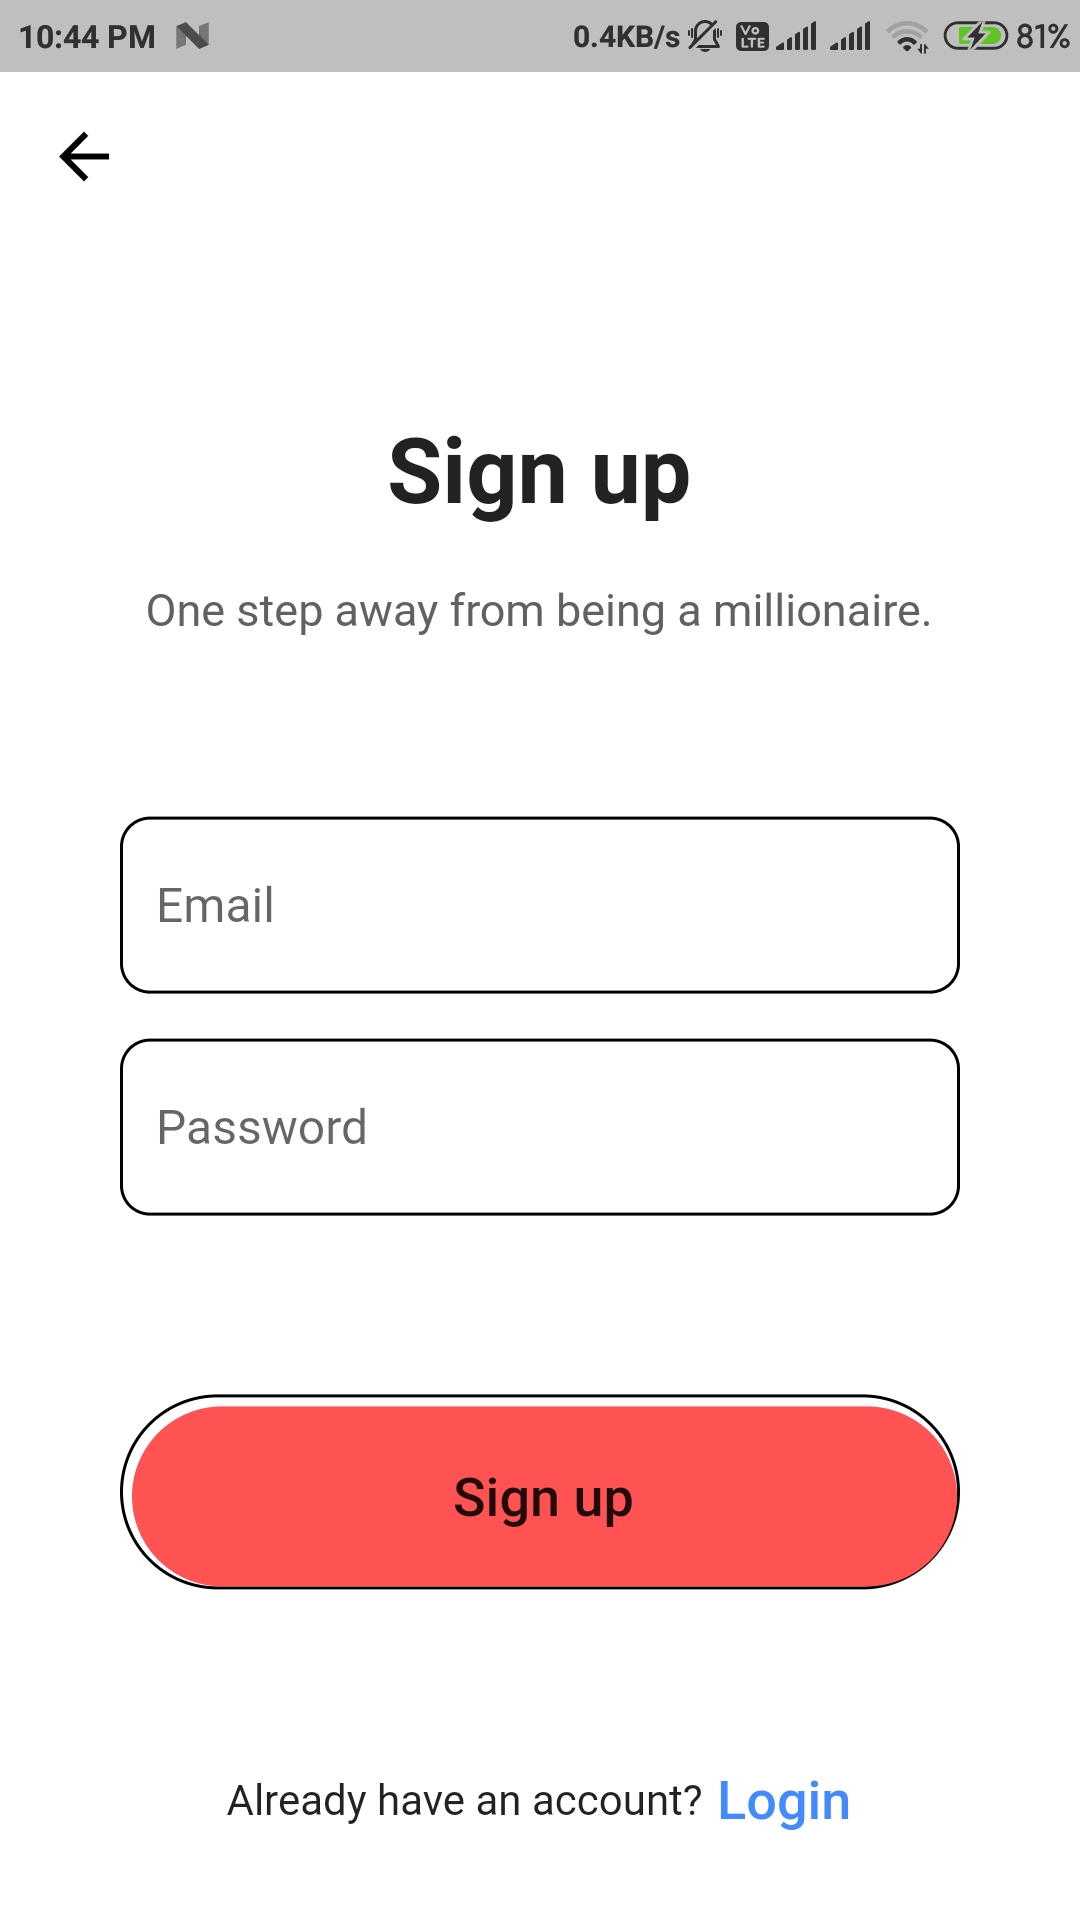 10:44 PM 0.4KB/s Vo LTE 81%
Sign up
One step away from being a millionaire.
Email
Password
Sign up
Already have an account? Login